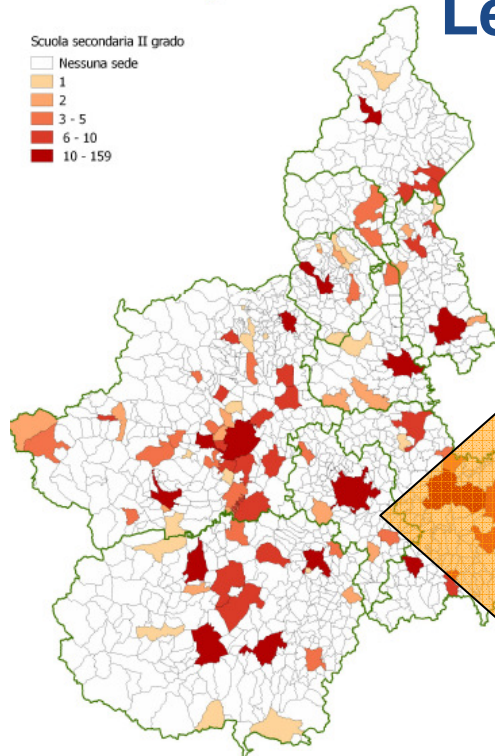 Le
Scuola secondaria II grado
Nessuna sede
1
2
3 - 5
6 - 10
10 - 159